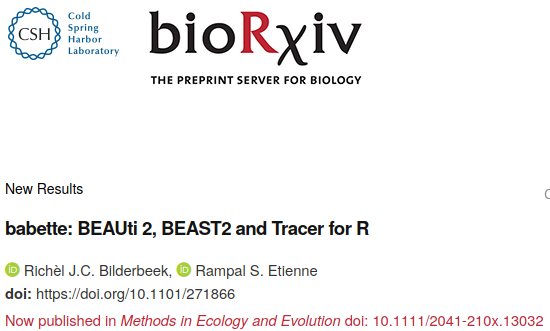 CSH
Cold
Spring
Harbor
Laboratory
bioRχiv
THE PREPRINT SERVER FOR BIOLOGY
New Results
babette: BEAUti 2, BEAST2 and Tracer for R
iD Richèl J.C. Bilderbeek, iD Rampal S. Etienne
doi: https://doi.org/10.1101/271866
Now published in Methods in Ecology and Evolution doi: 10.1111/2041-210x.13032